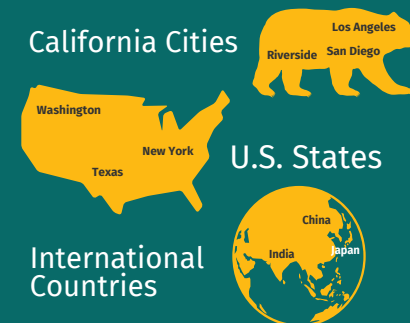 California Cities
Los Angeles
Riverside
San Diego
Washington
New York
Texas
U.S. States
China
India
Japan
International
Countries